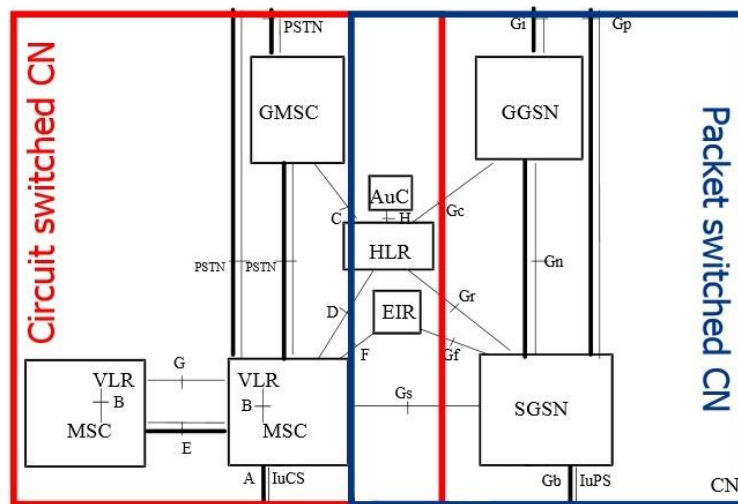 PSTN
Gi
Gp
Circuit switched CN
GMSC
GGSN
Packet switched CN
AuC
C
H
Gc
HLR
PSTN
PSTN
Gn
D
EIR
Gr
F
Gf
G
VLR
B
MSC
VLR
B
MSC
Gs
SGSN
E
A
IuCS
Gb
IuPS
CN